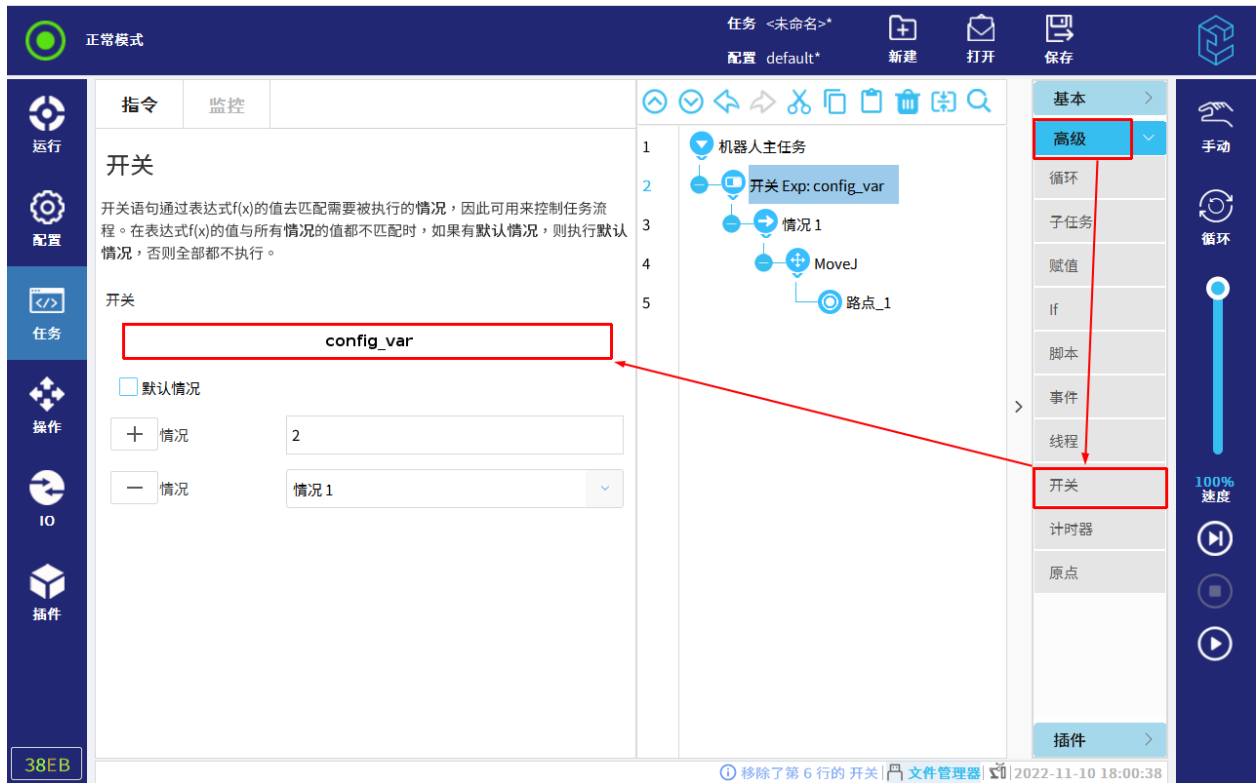 正常模式
任务 <未命名>*
配置 default*
新建
打开
保存
运行
配置
任务
操作
IO
插件
38EB
指令
监控
开关
开关语句通过表达式f(x)的值去匹配需要被执行的情况，因此可用来控制任务流
程。在表达式f(x)的值与所有情况的值都不匹配时，如果有默认情况，则执行默认
情况，否则全部都不执行。
开关
config_var
默认情况
+ 情况 2
— 情况 情况 1
1 机器人主任务
2 开关 Exp: config_var
3 情况 1
4 MoveJ
5 路点_1
基本
高级
循环
子任务
赋值
If
脚本
事件
线程
开关
计时器
原点
插件
手动
循环
100%
速度
移除了第 6 行的 开关
文件管理器
2022-11-10 18:00:38